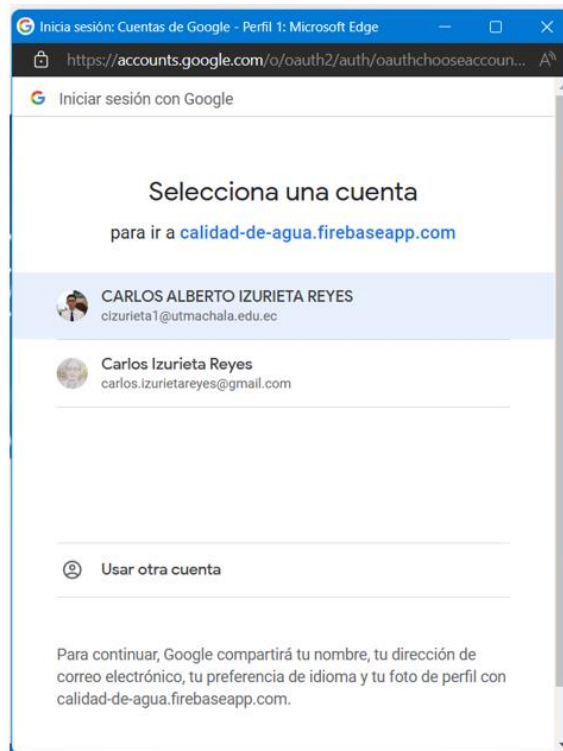 Inicia sesión: Cuentas de Google - Perfil 1: Microsoft Edge
https://accounts.google.com/o/oauth2/auth/oauthchooseaccoun...
Iniciar sesión con Google
Selecciona una cuenta
para ir a calidad-de-agua.firebaseapp.com
CARLOS ALBERTO IZURIETA REYES
cizurieta1@utmachala.edu.ec
Carlos Izurieta Reyes
carlos.izurietareyes@gmail.com
Usar otra cuenta
Para continuar, Google compartirá tu nombre, tu dirección de
correo electrónico, tu preferencia de idioma y tu foto de perfil con
calidad-de-agua.firebaseapp.com.